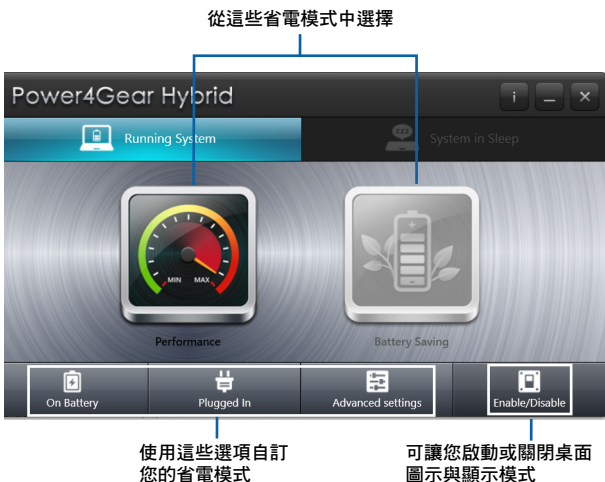 從這些省電模式中選擇
Power4Gear Hybrid
i
Running System
zzz
System in Sleep
MIN MAX
Performance
Battery Saving
On Battery
Plugged In
Advanced settings
Enable/Disable
使用這些選項自訂
您的省電模式
可讓您啟動或關閉桌面
圖示與顯示模式